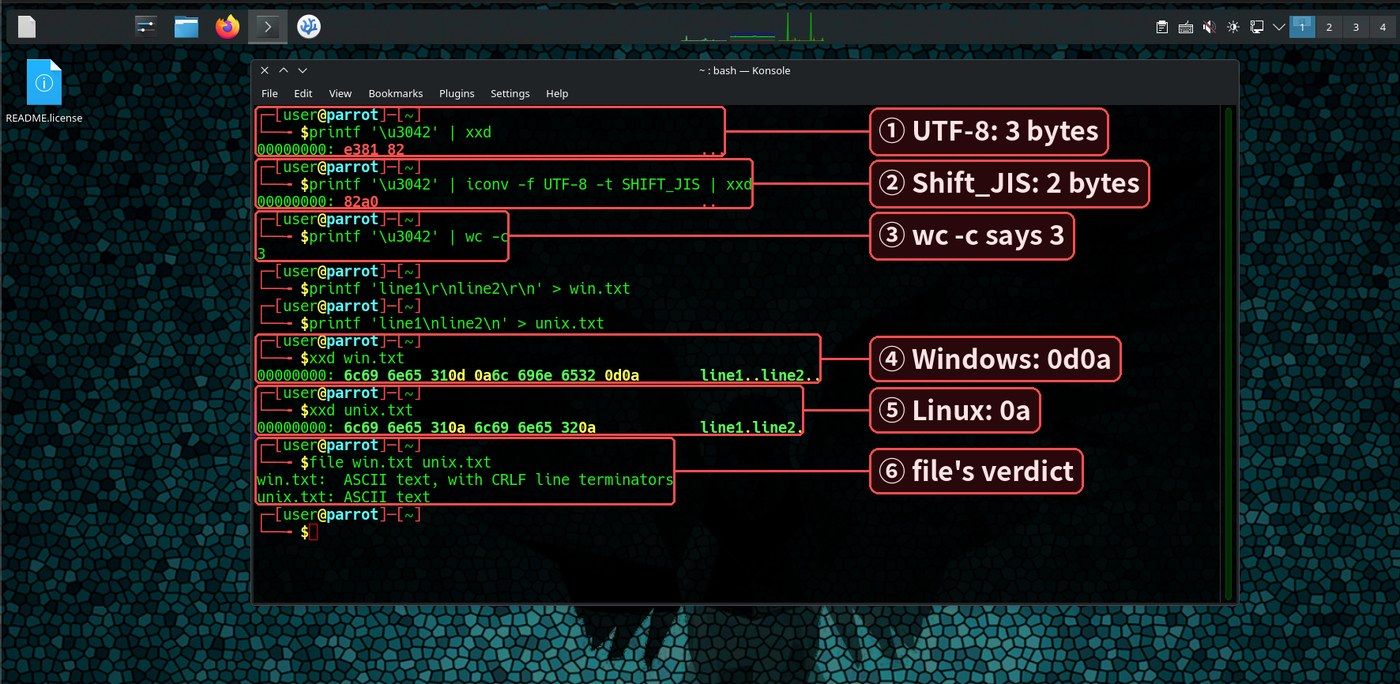 1 2 3 4
README.license
~ : bash — Konsole
File Edit View Bookmarks Plugins Settings Help
┌─[user@parrot]─[~]
└──╼ $printf '\u3042' | xxd
00000000: e381 82 ...
① UTF-8: 3 bytes
┌─[user@parrot]─[~]
└──╼ $printf '\u3042' | iconv -f UTF-8 -t SHIFT_JIS | xxd
00000000: 82a0 ..
② Shift_JIS: 2 bytes
┌─[user@parrot]─[~]
└──╼ $printf '\u3042' | wc -c
3
③ wc -c says 3
┌─[user@parrot]─[~]
└──╼ $printf 'line1\r\nline2\r\n' > win.txt
┌─[user@parrot]─[~]
└──╼ $printf 'line1\nline2\n' > unix.txt
┌─[user@parrot]─[~]
└──╼ $xxd win.txt
00000000: 6c69 6e65 310d 0a6c 696e 6532 0d0a line1..line2..
④ Windows: 0d0a
┌─[user@parrot]─[~]
└──╼ $xxd unix.txt
00000000: 6c69 6e65 310a 6c69 6e65 320a line1.line2.
⑤ Linux: 0a
┌─[user@parrot]─[~]
└──╼ $file win.txt unix.txt
win.txt:  ASCII text, with CRLF line terminators
unix.txt: ASCII text
⑥ file's verdict
┌─[user@parrot]─[~]
└──╼ $